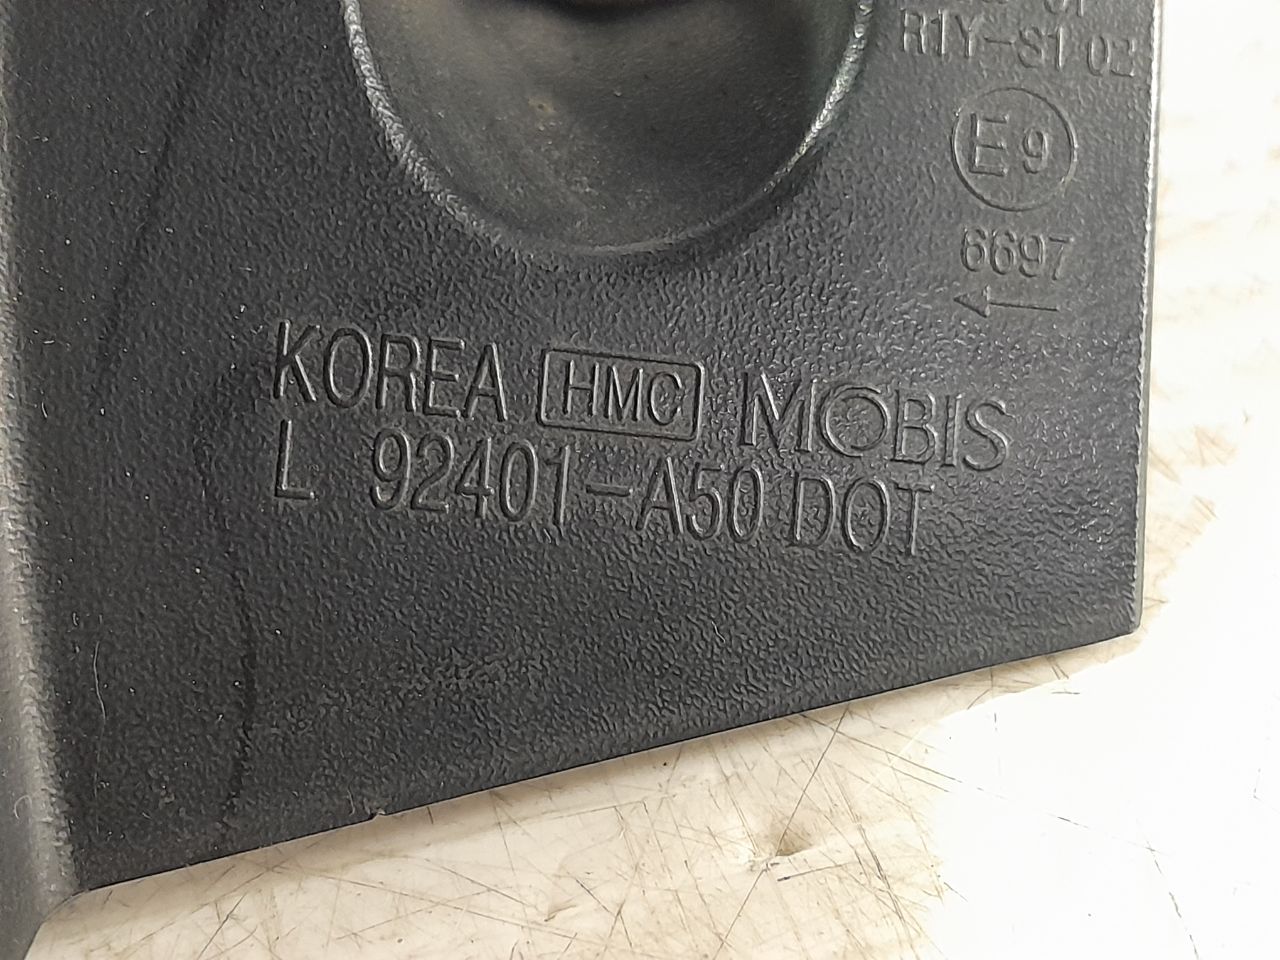 R1Y-S1 02
E9
6697
KOREA HMC MOBIS
L 92401-A50 DOT